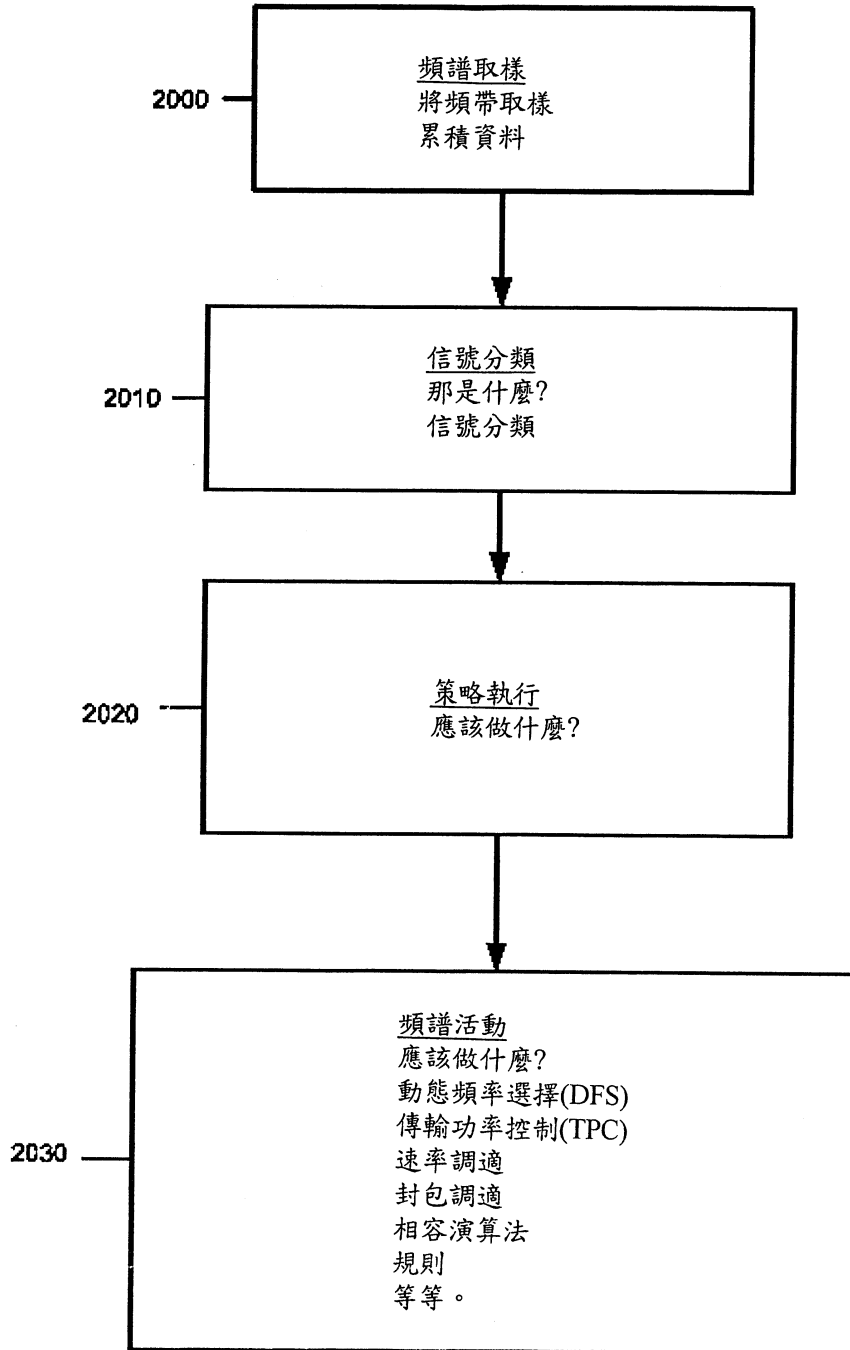 頻譜取樣
將頻帶取樣
累積資料
2000
信號分類
那是什麼?
信號分類
2010
策略執行
應該做什麼?
2020
頻譜活動
應該做什麼?
動態頻率選擇(DFS)
傳輸功率控制(TPC)
速率調適
封包調適
相容演算法
規則
等等。
2030